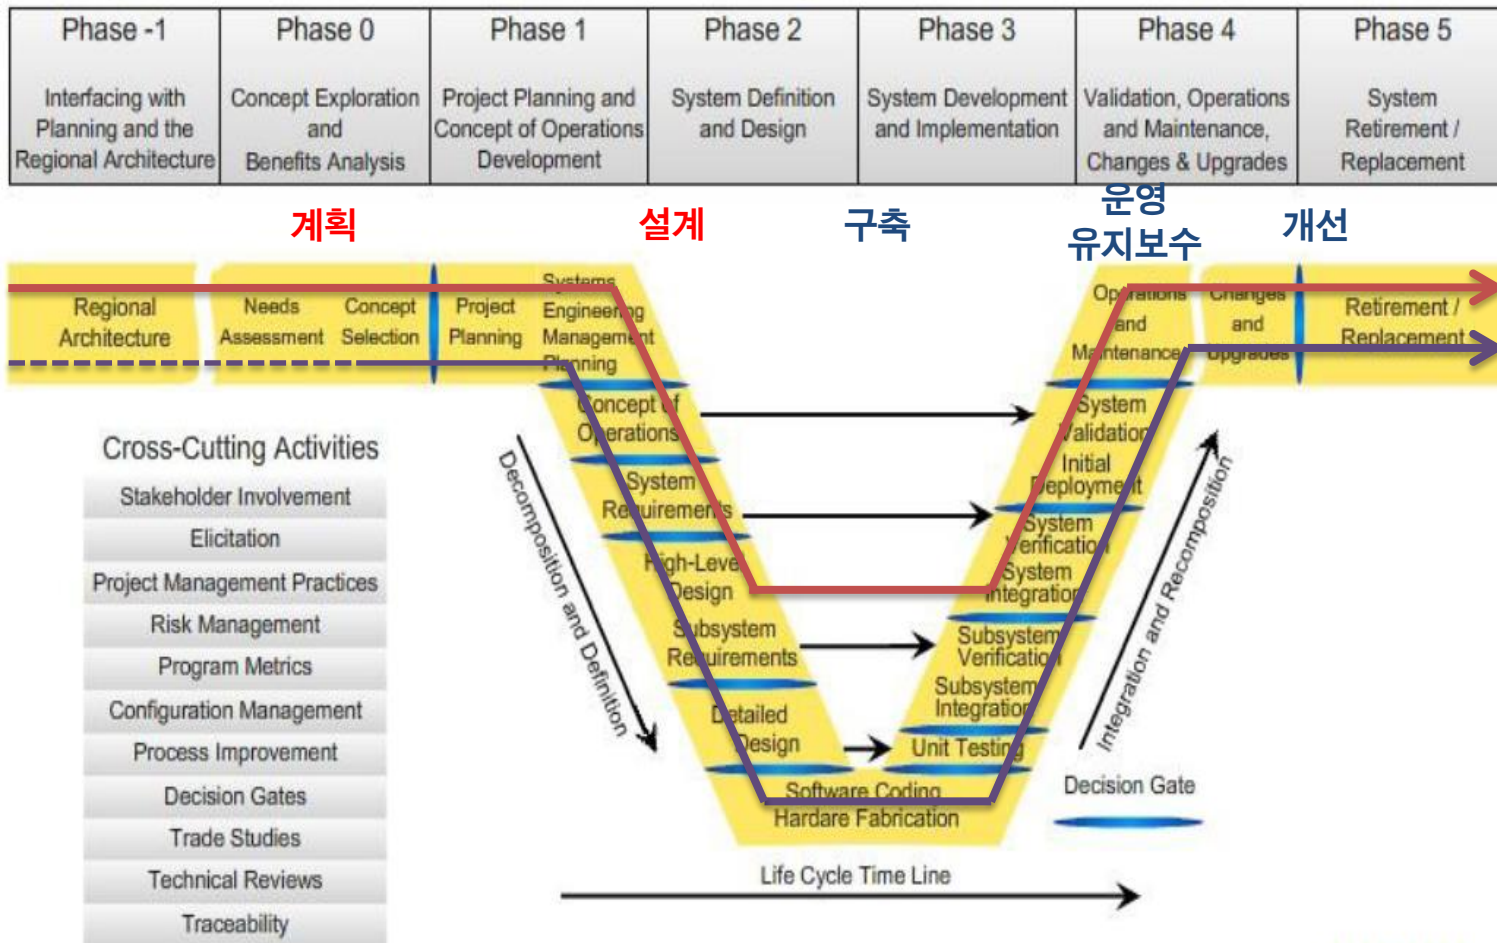 Phase -1
Interfacing with
Planning and the
Regional Architecture
Phase 0
Concept Exploration
and
Benefits Analysis
Phase 1
Project Planning and
Concept of Operations
Development
Phase 2
System Definition
and Design
Phase 3
System Development
and Implementation
Phase 4
Validation, Operations
and Maintenance,
Changes & Upgrades
Phase 5
System
Retirement /
Replacement
계획
설계
구축
운영
유지보수
개선
Regional
Architecture
Needs
Assessment
Concept
Selection
Project
Planning
Systems
Engineering
Management
Planning
Concept of
Operations
System
Requirements
High-Level
Design
Subsystem
Requirements
Detailed
Design
Software Coding
Hardare Fabrication
Unit Testing
Subsystem
Integration
Subsystem
Verification
System
Integration
System
Verification
Initial
Deployment
System
Validation
Operations
and
Maintenance
Changes
and
Upgrades
Retirement /
Replacement
Decomposition and Definition
Integration and Recomposition
Decision Gate
Life Cycle Time Line
Cross-Cutting Activities
Stakeholder Involvement
Elicitation
Project Management Practices
Risk Management
Program Metrics
Configuration Management
Process Improvement
Decision Gates
Trade Studies
Technical Reviews
Traceability